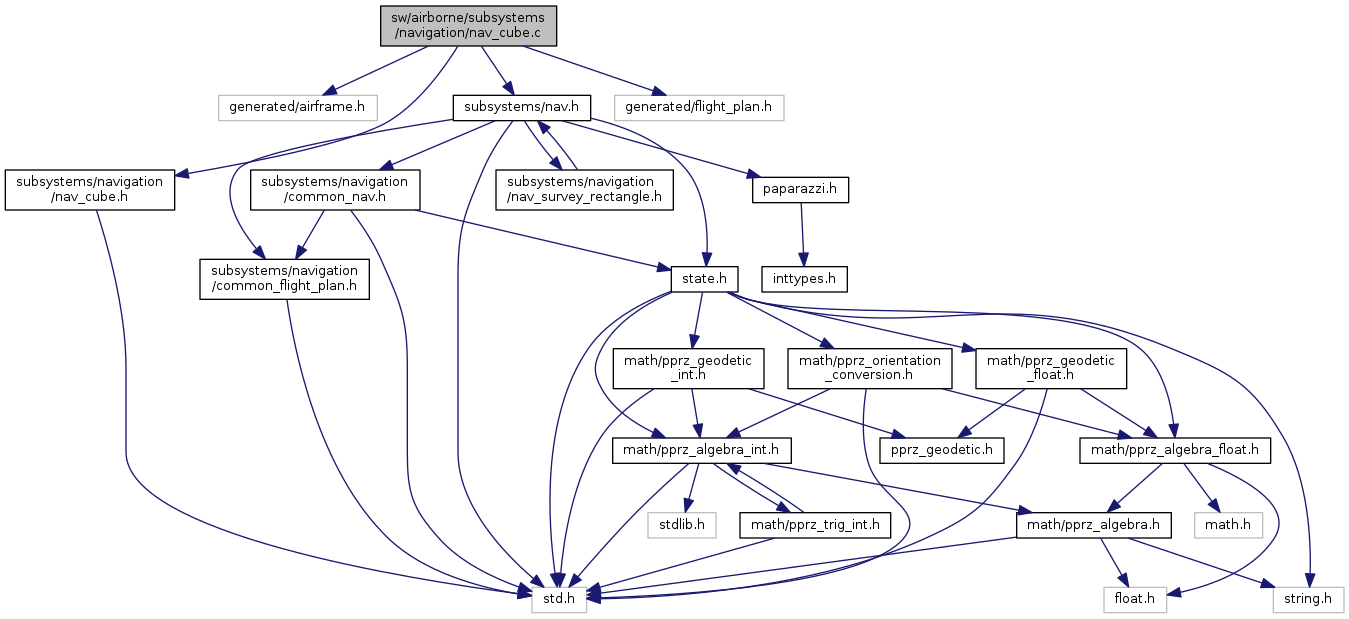 sw/airborne/subsystems
/navigation/nav_cube.c
generated/airframe.h
subsystems/nav.h
generated/flight_plan.h
subsystems/navigation
/nav_cube.h
subsystems/navigation
/common_nav.h
subsystems/navigation
/nav_survey_rectangle.h
paparazzi.h
subsystems/navigation
/common_flight_plan.h
state.h
inttypes.h
math/pprz_geodetic
_int.h
math/pprz_orientation
_conversion.h
math/pprz_geodetic
_float.h
math/pprz_algebra_int.h
pprz_geodetic.h
math/pprz_algebra_float.h
stdlib.h
math/pprz_trig_int.h
math/pprz_algebra.h
math.h
std.h
float.h
string.h